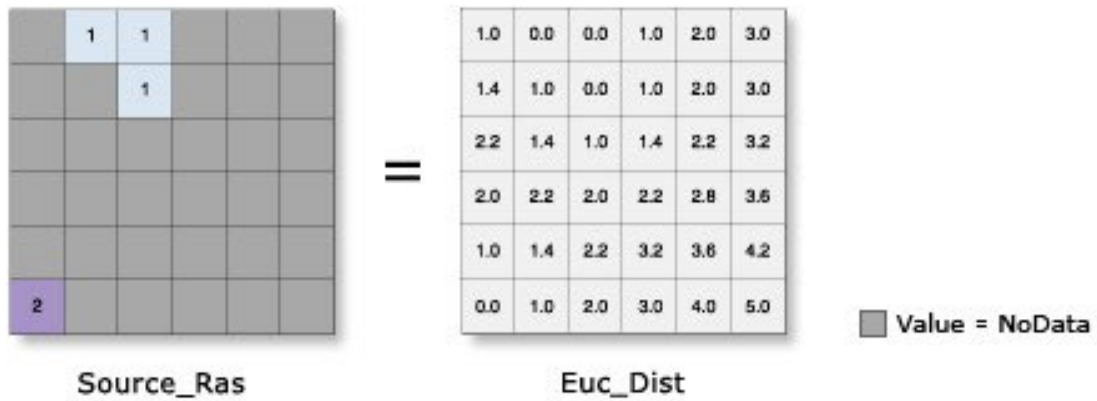 1 1
1
2
=
1.0 0.0 0.0 1.0 2.0 3.0
1.4 1.0 0.0 1.0 2.0 3.0
2.2 1.4 1.0 1.4 2.2 3.2
2.0 2.2 2.0 2.2 2.8 3.6
1.0 1.4 2.2 3.2 3.6 4.2
0.0 1.0 2.0 3.0 4.0 5.0
Value = NoData
Source_Ras
Euc_Dist